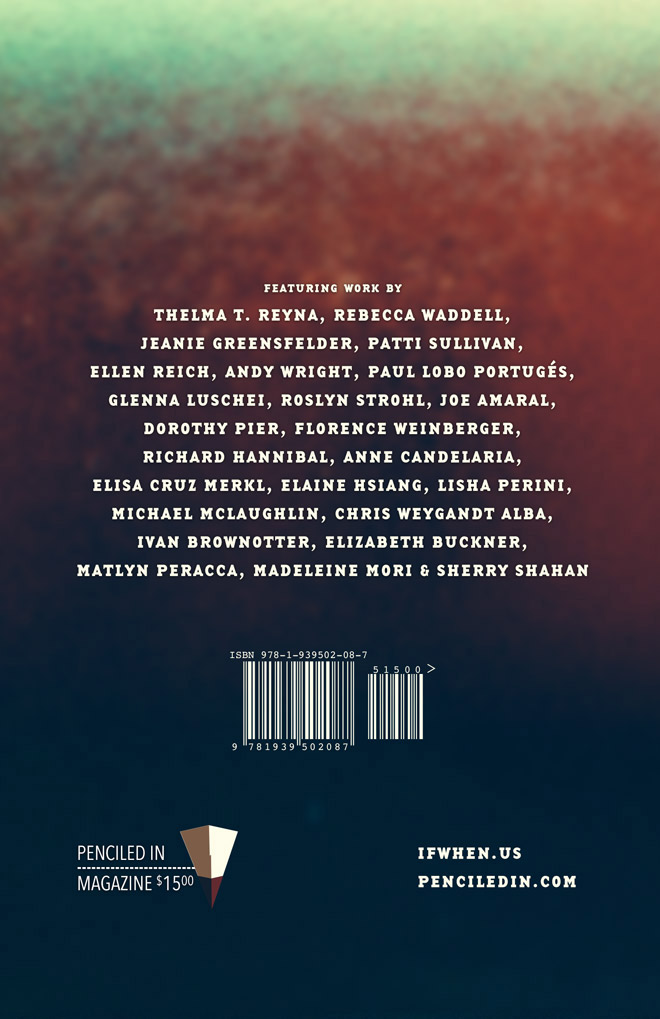 FEATURING WORK BY
THELMA T. REYNA, REBECCA WADDELL,
JEANIE GREENSFELDER, PATTI SULLIVAN,
ELLEN REICH, ANDY WRIGHT, PAUL LOBO PORTUGÉS,
GLENNA LUSCHEI, ROSLYN STROHL, JOE AMARAL,
DOROTHY PIER, FLORENCE WEINBERGER,
RICHARD HANNIBAL, ANNE CANDELARIA,
ELISA CRUZ MERKL, ELAINE HSIANG, LISHA PERINI,
MICHAEL MCLAUGHLIN, CHRIS WEYGANDT ALBA,
IVAN BROWNOTTER, ELIZABETH BUCKNER,
MATLYN PERACCA, MADELEINE MORI & SHERRY SHAHAN
ISBN 978-1-939502-08-7
51500>
9 781939 502087
PENCILED IN
MAGAZINE $1500
IFWHEN.US
PENCILEDIN.COM